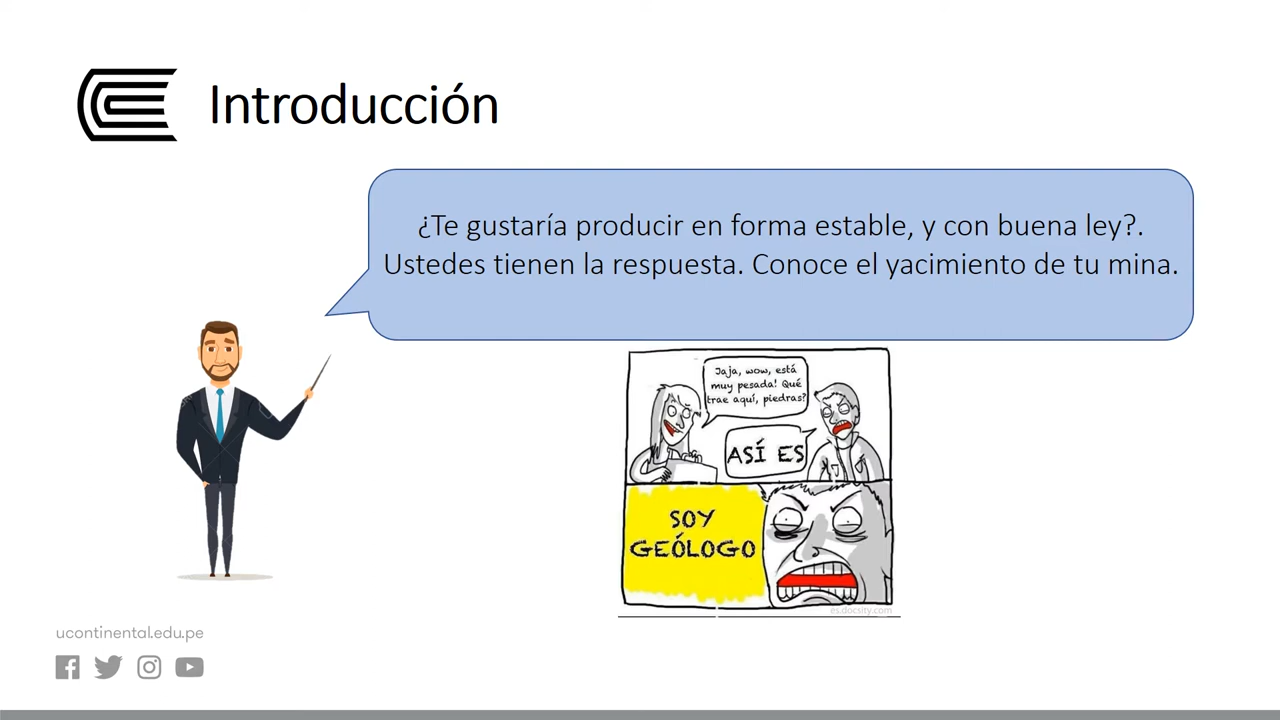 Introducción
¿Te gustaría producir en forma estable, y con buena ley?.
Ustedes tienen la respuesta. Conoce el yacimiento de tu mina.
Jaja, wow, está
muy pesada! Qué
trae aquí, piedras?
ASÍ ES
SOY
GEÓLOGO
es.docsity.com
ucontinental.edu.pe